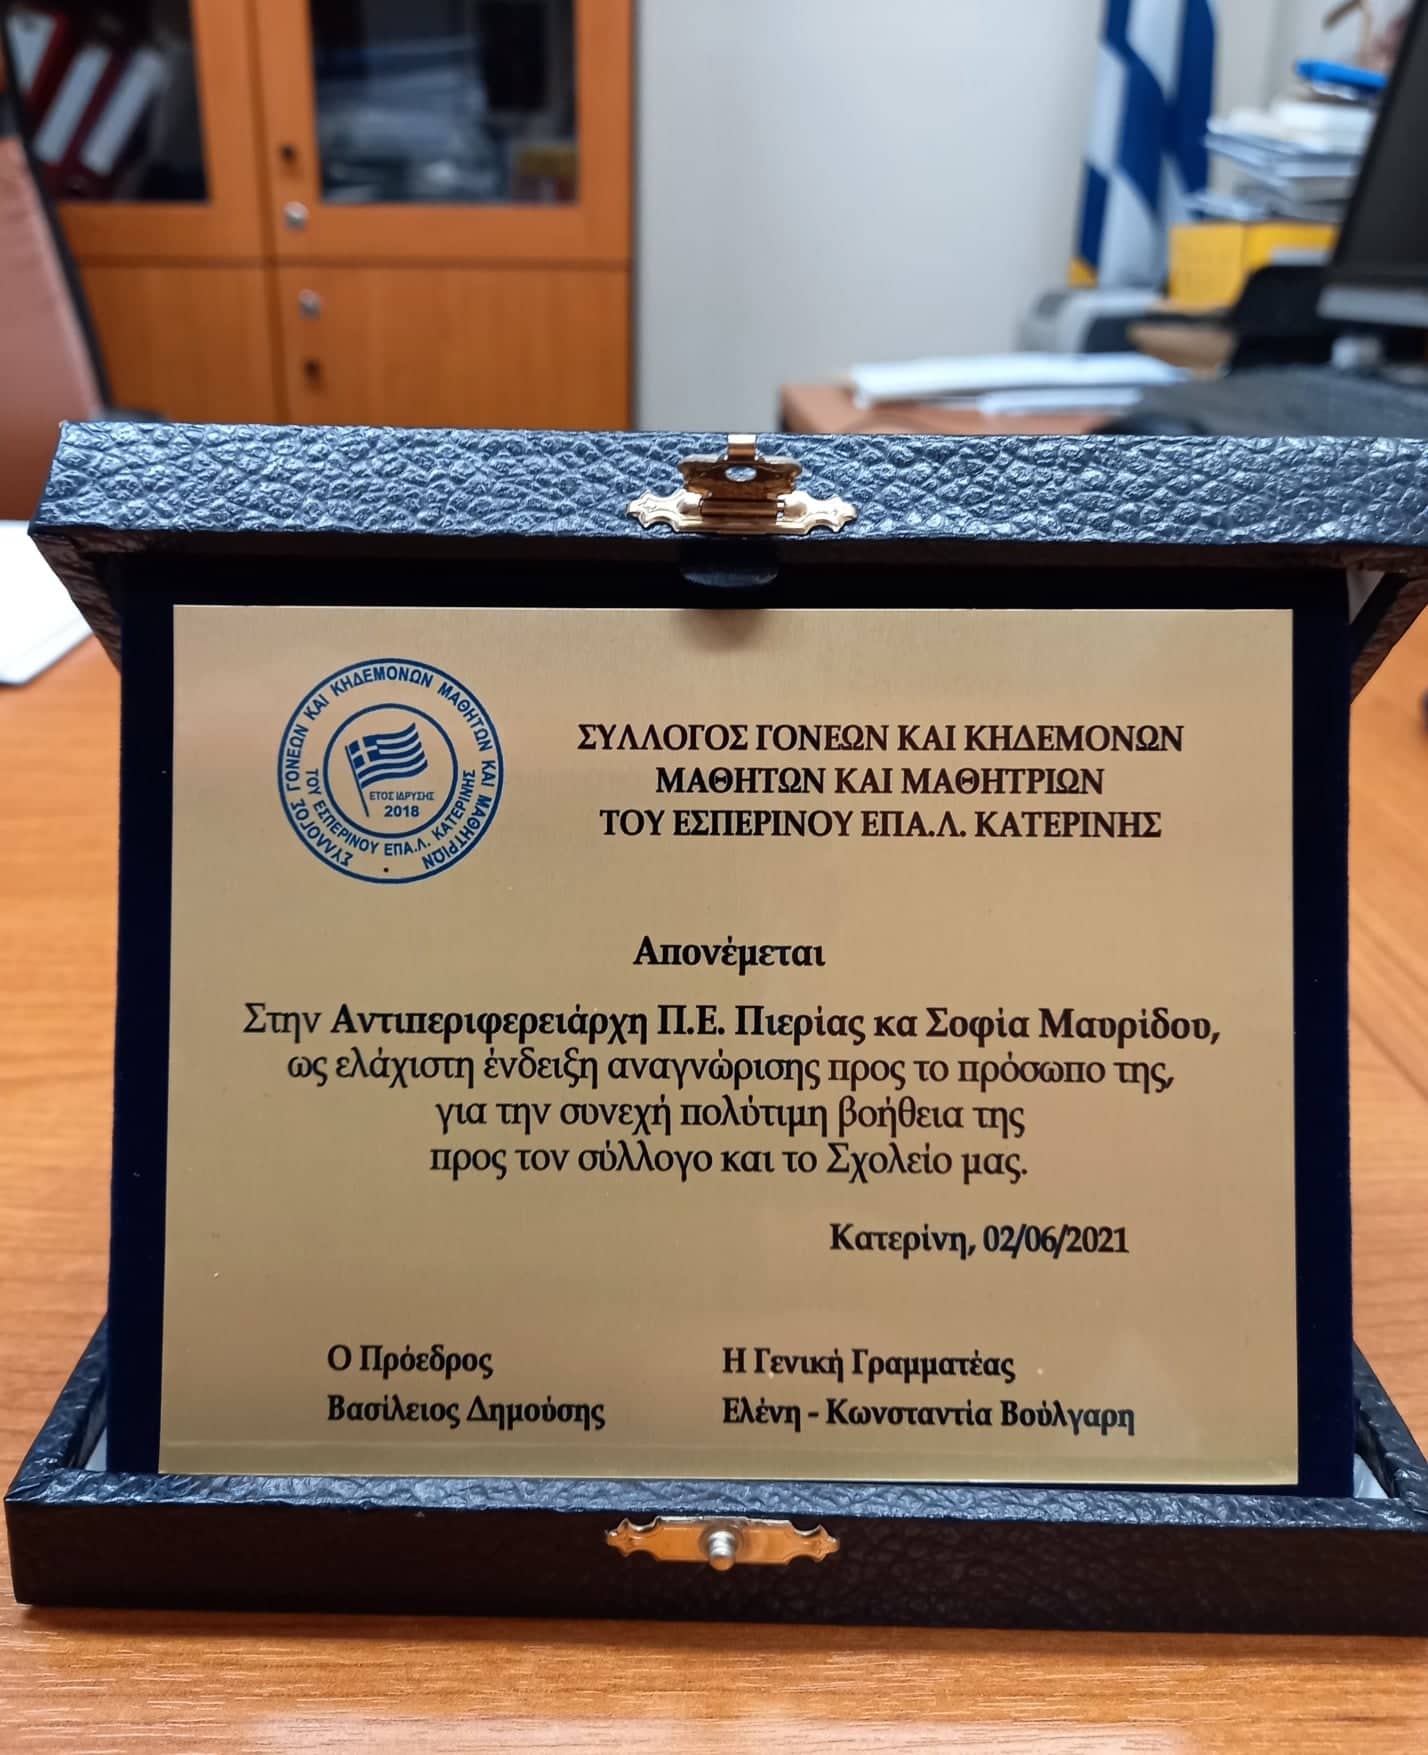 ΣΥΛΛΟΓΟΣ ΓΟΝΕΩΝ ΚΑΙ ΚΗΔΕΜΟΝΩΝ ΜΑΘΗΤΩΝ ΚΑΙ ΜΑΘΗΤΡΙΩΝ
ΤΟΥ ΕΣΠΕΡΙΝΟΥ ΕΠΑ.Λ. ΚΑΤΕΡΙΝΗΣ
ΕΤΟΣ ΙΔΡΥΣΗΣ
2018
ΣΥΛΛΟΓΟΣ ΓΟΝΕΩΝ ΚΑΙ ΚΗΔΕΜΟΝΩΝ
ΜΑΘΗΤΩΝ ΚΑΙ ΜΑΘΗΤΡΙΩΝ
ΤΟΥ ΕΣΠΕΡΙΝΟΥ ΕΠΑ.Λ. ΚΑΤΕΡΙΝΗΣ
Απονέμεται
Στην Αντιπεριφερειάρχη Π.Ε. Πιερίας κα Σοφία Μαυρίδου,
ως ελάχιστη ένδειξη αναγνώρισης προς το πρόσωπο της,
για την συνεχή πολύτιμη βοήθεια της
προς τον σύλλογο και το Σχολείο μας.
Κατερίνη, 02/06/2021
Ο Πρόεδρος
Βασίλειος Δημούσης
Η Γενική Γραμματέας
Ελένη - Κωνσταντία Βούλγαρη